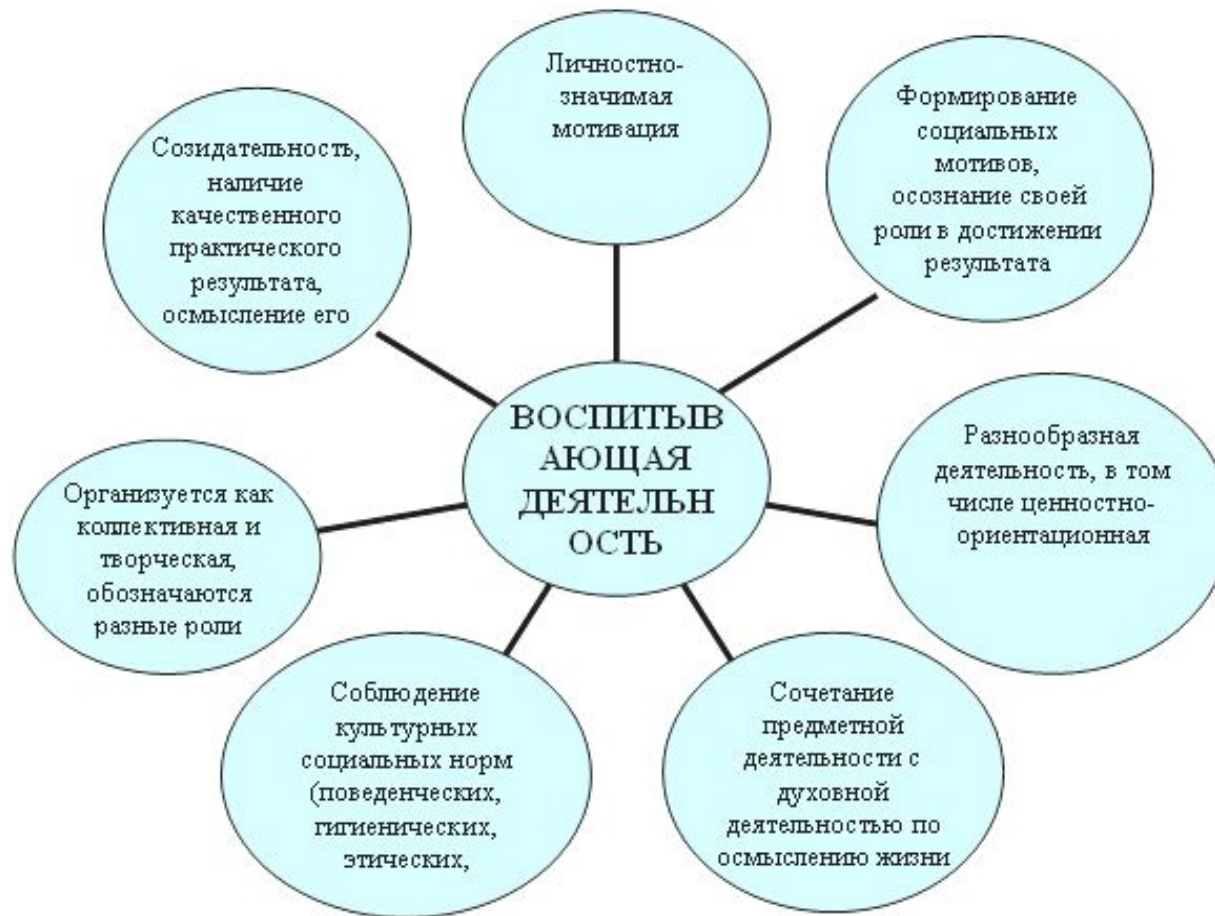 Личностно-
значимая
мотивация
Формирование
социальных
мотивов,
осознание своей
роли в достижении
результата
Созидательность,
наличие
качественного
практического
результата,
осмысление его
ВОСПИТЫВ
АЮЩАЯ
ДЕЯТЕЛЬН
ОСТЬ
Разнообразная
деятельность, в том
числе ценностно-
ориентационная
Организуется как
коллективная и
творческая,
обозначаются
разные роли
Соблюдение
культурных
социальных норм
(поведенческих,
гигиенических,
этических,
Сочетание
предметной
деятельности с
духовной
деятельностью по
осмыслению жизни